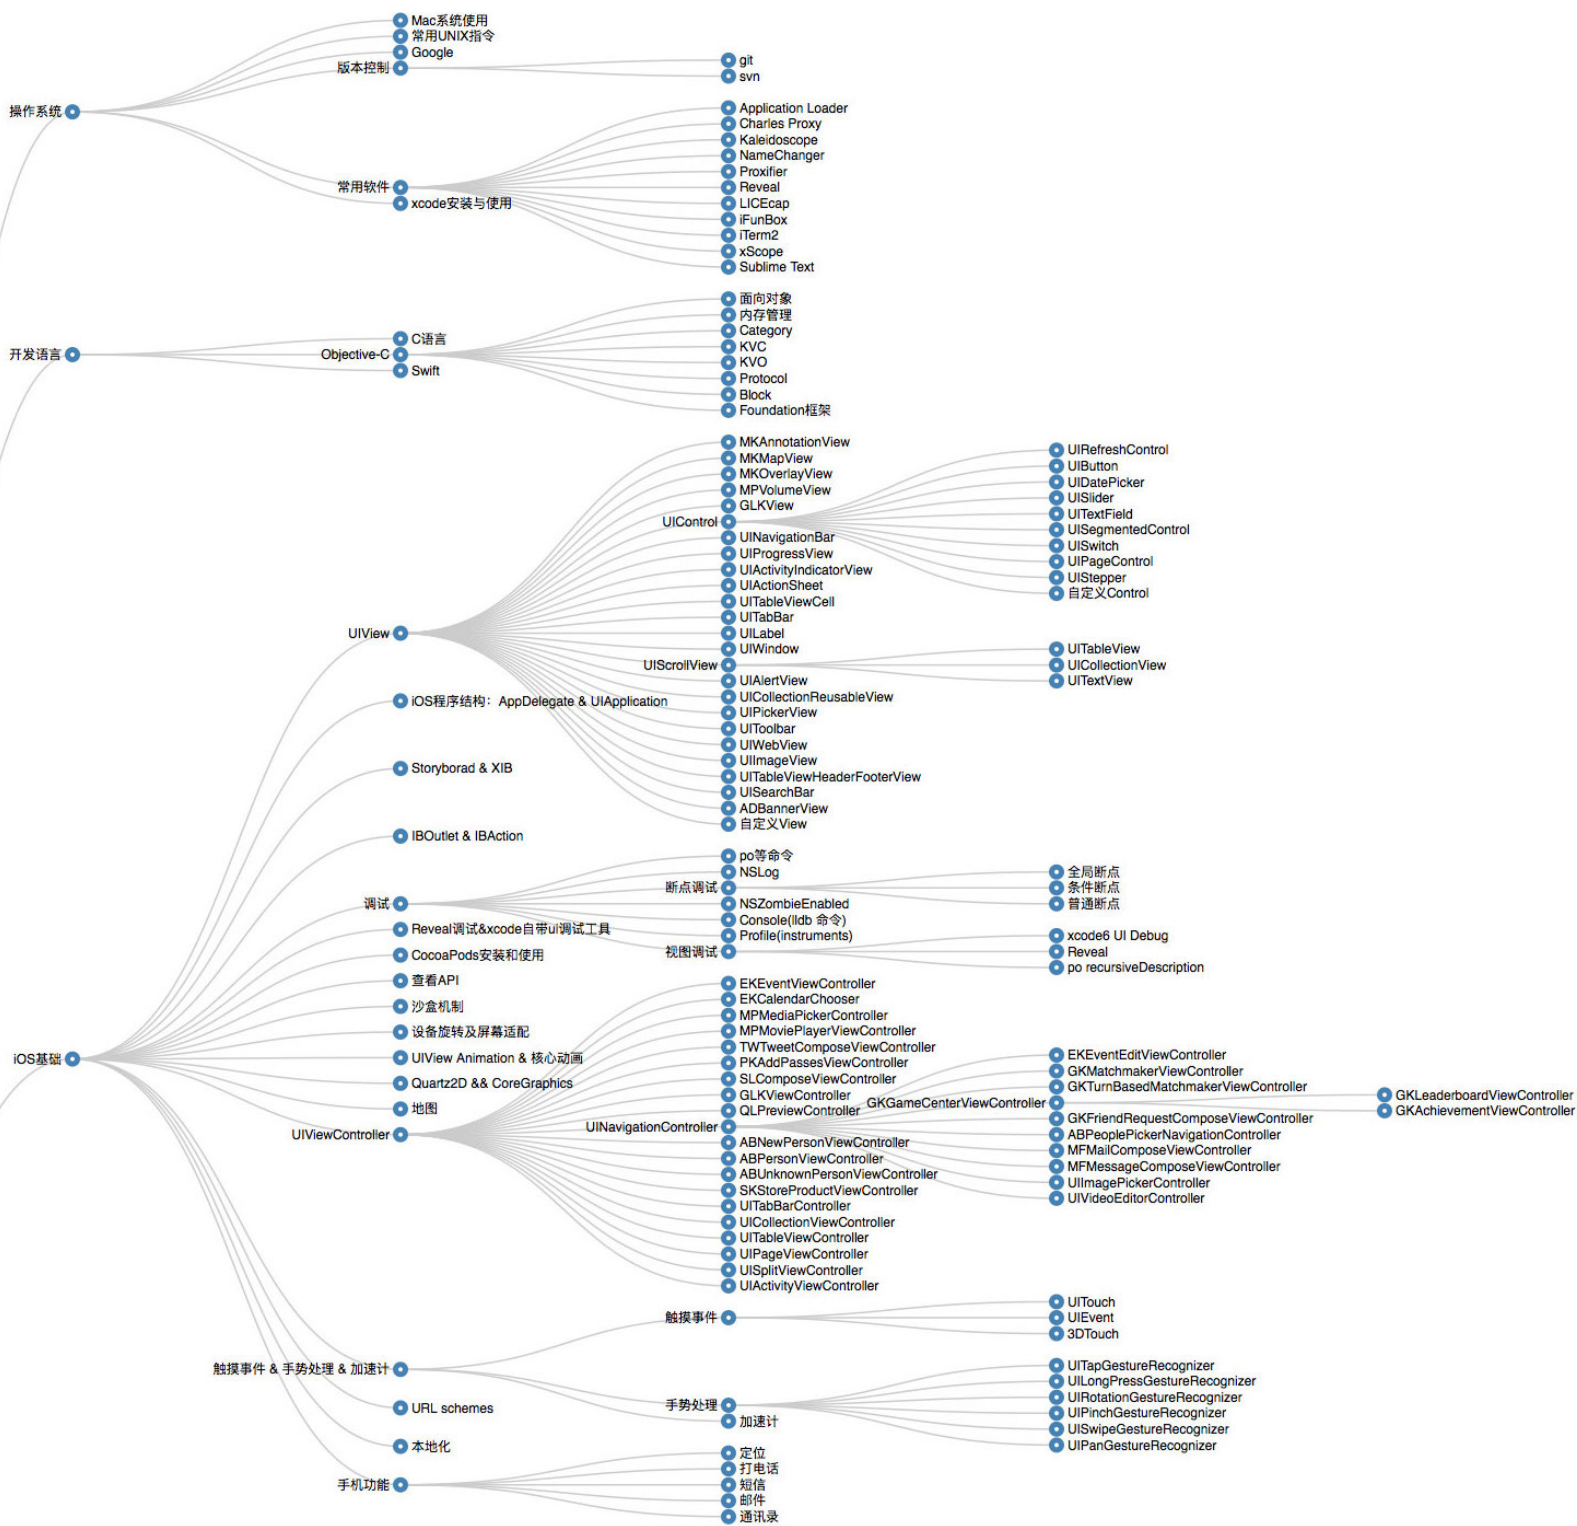 操作系统
Mac系统使用
常用UNIX指令
Google
版本控制
git
svn
常用软件
Application Loader
Charles Proxy
Kaleidoscope
NameChanger
Proxifier
Reveal
LICEcap
iFunBox
iTerm2
xScope
Sublime Text
xcode安装与使用
开发语言
C语言
Objective-C
面向对象
内存管理
Category
KVC
KVO
Protocol
Block
Foundation框架
Swift
iOS基础
UIView
MKAnnotationView
MKMapView
MKOverlayView
MPVolumeView
GLKView
UIControl
UIRefreshControl
UIButton
UIDatePicker
UISlider
UITextField
UISegmentedControl
UISwitch
UIPageControl
UIStepper
自定义Control
UINavigationBar
UIProgressView
UIActivityIndicatorView
UIActionSheet
UITableViewCell
UITabBar
UILabel
UIWindow
UIScrollView
UITableView
UICollectionView
UITextView
UIAlertView
UICollectionReusableView
UIPickerView
UIToolbar
UIWebView
UIImageView
UITableViewHeaderFooterView
UISearchBar
ADBannerView
自定义View
iOS程序结构：AppDelegate & UIApplication
Storyborad & XIB
IBOutlet & IBAction
调试
po等命令
NSLog
断点调试
全局断点
条件断点
普通断点
NSZombieEnabled
Console(lldb 命令)
Profile(instruments)
视图调试
xcode6 UI Debug
Reveal
po recursiveDescription
Reveal调试&xcode自带ui调试工具
CocoaPods安装和使用
查看API
沙盒机制
设备旋转及屏幕适配
UIView Animation & 核心动画
Quartz2D && CoreGraphics
地图
UIViewController
EKEventViewController
EKCalendarChooser
MPMediaPickerController
MPMoviePlayerViewController
TWTweetComposeViewController
PKAddPassesViewController
SLComposeViewController
GLKViewController
QLPreviewController
UINavigationController
EKEventEditViewController
GKMatchmakerViewController
GKTurnBasedMatchmakerViewController
GKGameCenterViewController
GKLeaderboardViewController
GKAchievementViewController
GKFriendRequestComposeViewController
ABPeoplePickerNavigationController
MFMailComposeViewController
MFMessageComposeViewController
UIImagePickerController
UIVideoEditorController
ABNewPersonViewController
ABPersonViewController
ABUnknownPersonViewController
SKStoreProductViewController
UITabBarController
UICollectionViewController
UITableViewController
UIPageViewController
UISplitViewController
UIActivityViewController
触摸事件 & 手势处理 & 加速计
触摸事件
UITouch
UIEvent
3DTouch
手势处理
UITapGestureRecognizer
UILongPressGestureRecognizer
UIRotationGestureRecognizer
UIPinchGestureRecognizer
UISwipeGestureRecognizer
UIPanGestureRecognizer
加速计
URL schemes
本地化
手机功能
定位
打电话
短信
邮件
通讯录